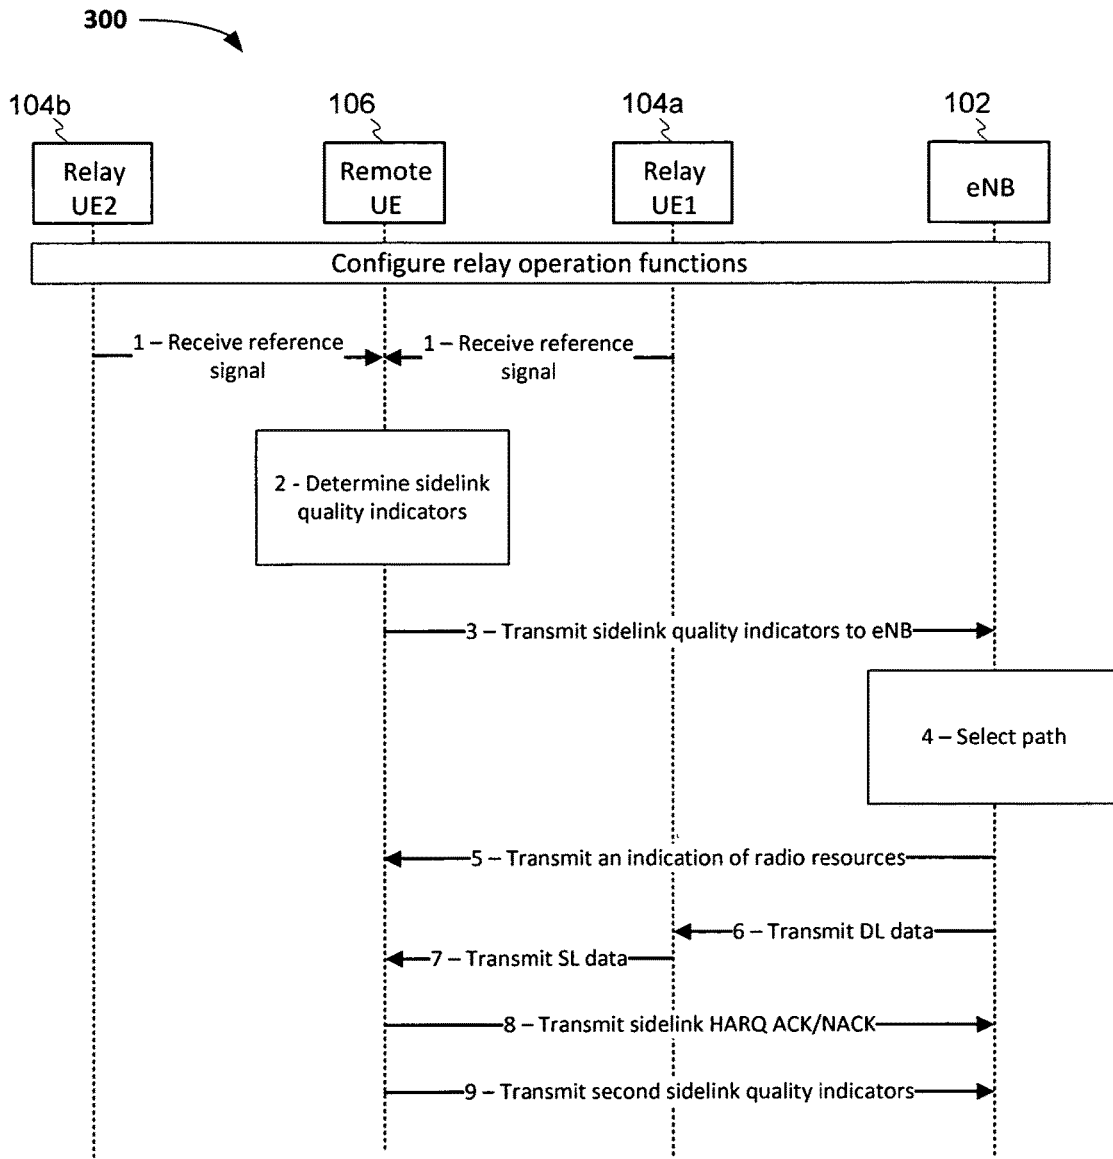 300
104b
106
104a
102
Relay
UE2
Remote
UE
Relay
UE1
eNB
Configure relay operation functions
1 – Receive reference
signal
1 – Receive reference
signal
2 - Determine sidelink
quality indicators
3 – Transmit sidelink quality indicators to eNB
4 – Select path
5 – Transmit an indication of radio resources
6 – Transmit DL data
7 – Transmit SL data
8 – Transmit sidelink HARQ ACK/NACK
9 – Transmit second sidelink quality indicators